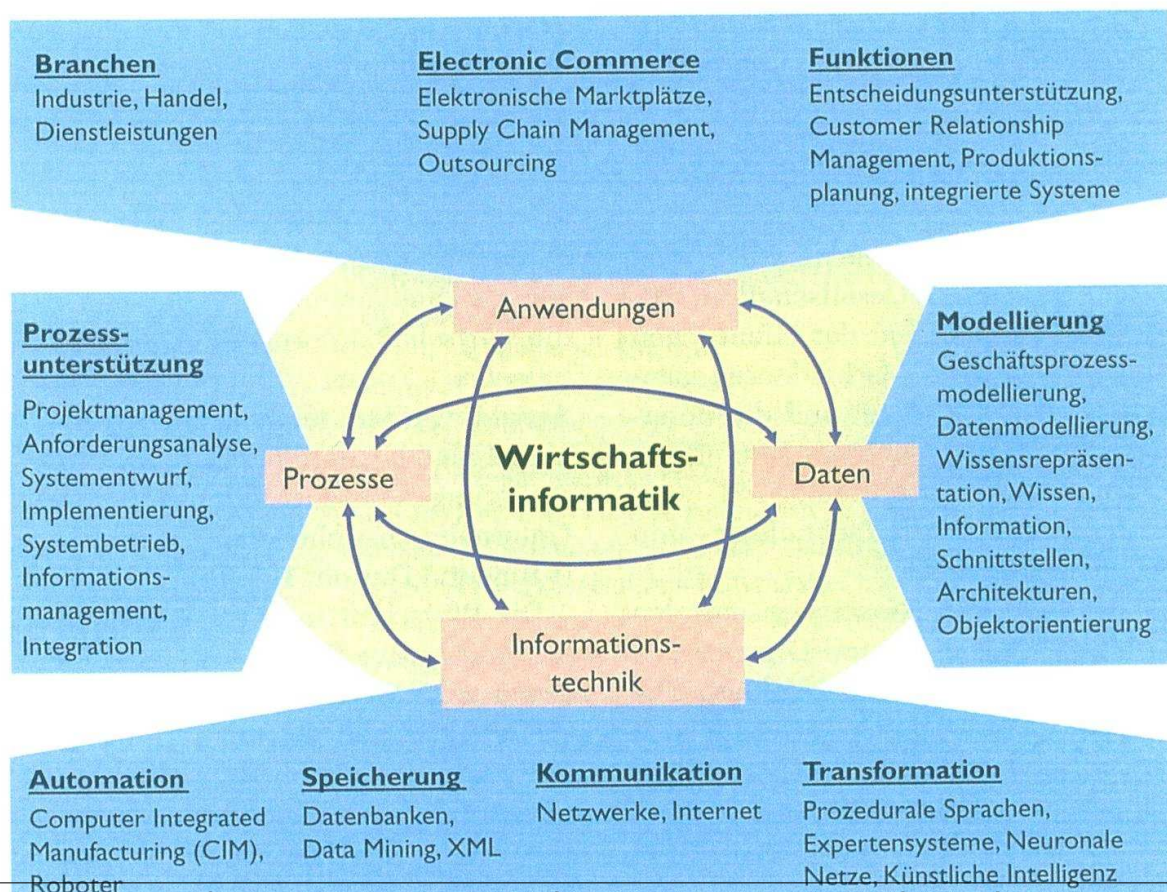 Branchen
Industrie, Handel,
Dienstleistungen
Electronic Commerce
Elektronische Marktplätze,
Supply Chain Management,
Outsourcing
Funktionen
Entscheidungsunterstützung,
Customer Relationship
Management, Produktions-
planung, integrierte Systeme
Anwendungen
Prozess-
unterstützung
Projektmanagement,
Anforderungsanalyse,
Systementwurf,
Implementierung,
Systembetrieb,
Informations-
management,
Integration
Prozesse
Wirtschafts-
informatik
Daten
Modellierung
Geschäftsprozess-
modellierung,
Datenmodellierung,
Wissensrepräsen-
tation, Wissen,
Information,
Schnittstellen,
Architekturen,
Objektorientierung
Informations-
technik
Automation
Computer Integrated
Manufacturing (CIM),
Roboter
Speicherung
Datenbanken,
Data Mining, XML
Kommunikation
Netzwerke, Internet
Transformation
Prozedurale Sprachen,
Expertensysteme, Neuronale
Netze, Künstliche Intelligenz